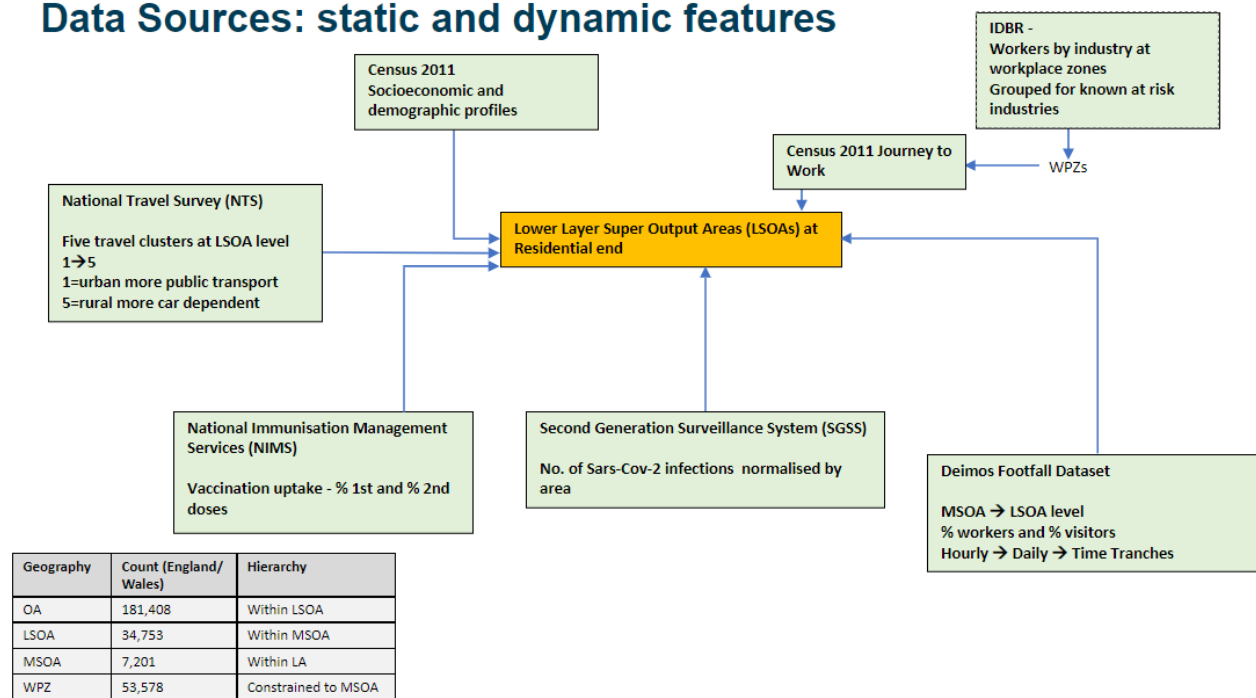 Data Sources: static and dynamic features
IDBR -
Workers by industry at
workplace zones
Grouped for known at risk
industries
Census 2011
Socioeconomic and
demographic profiles
Census 2011 Journey to
Work
WPZs
National Travel Survey (NTS)
Five travel clusters at LSOA level
1→5
1=urban more public transport
5=rural more car dependent
Lower Layer Super Output Areas (LSOAs) at
Residential end
National Immunisation Management
Services (NIMS)
Vaccination uptake - % 1st and % 2nd
doses
Second Generation Surveillance System (SGSS)
No. of Sars-Cov-2 infections normalised by
area
Deimos Footfall Dataset
MSOA → LSOA level
% workers and % visitors
Hourly → Daily → Time Tranches
Geography Count (England/ Hierarchy
Wales)
OA 181,408 Within LSOA
LSOA 34,753 Within MSOA
MSOA 7,201 Within LA
WPZ 53,578 Constrained to MSOA